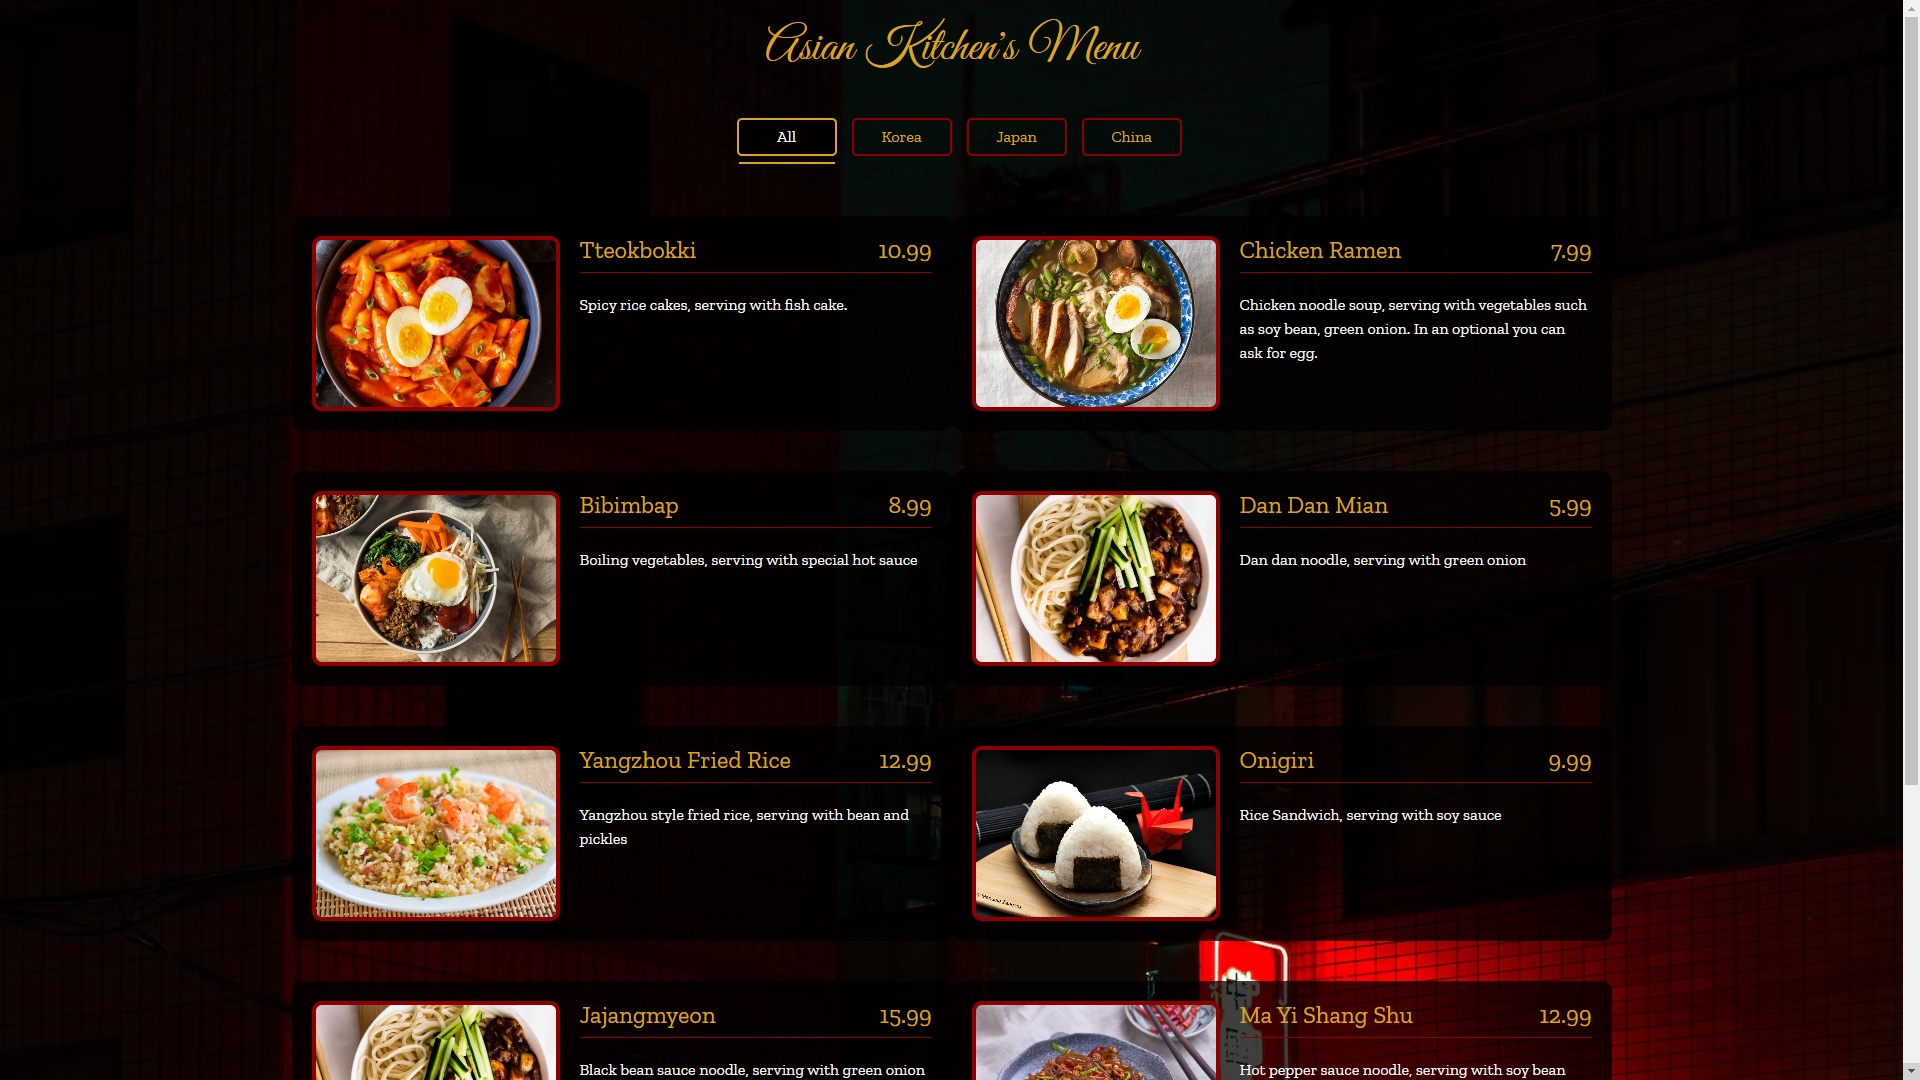 Asian Kitchen's Menu
All
Korea
Japan
China
Tteokbokki 10.99
Spicy rice cakes, serving with fish cake.
Chicken Ramen 7.99
Chicken noodle soup, serving with vegetables such
as soy bean, green onion. In an optional you can
ask for egg.
Bibimbap 8.99
Boiling vegetables, serving with special hot sauce
Dan Dan Mian 5.99
Dan dan noodle, serving with green onion
Yangzhou Fried Rice 12.99
Yangzhou style fried rice, serving with bean and
pickles
Onigiri 9.99
Rice Sandwich, serving with soy sauce
Jajangmyeon 15.99
Black bean sauce noodle, serving with green onion
Ma Yi Shang Shu 12.99
Hot pepper sauce noodle, serving with soy bean